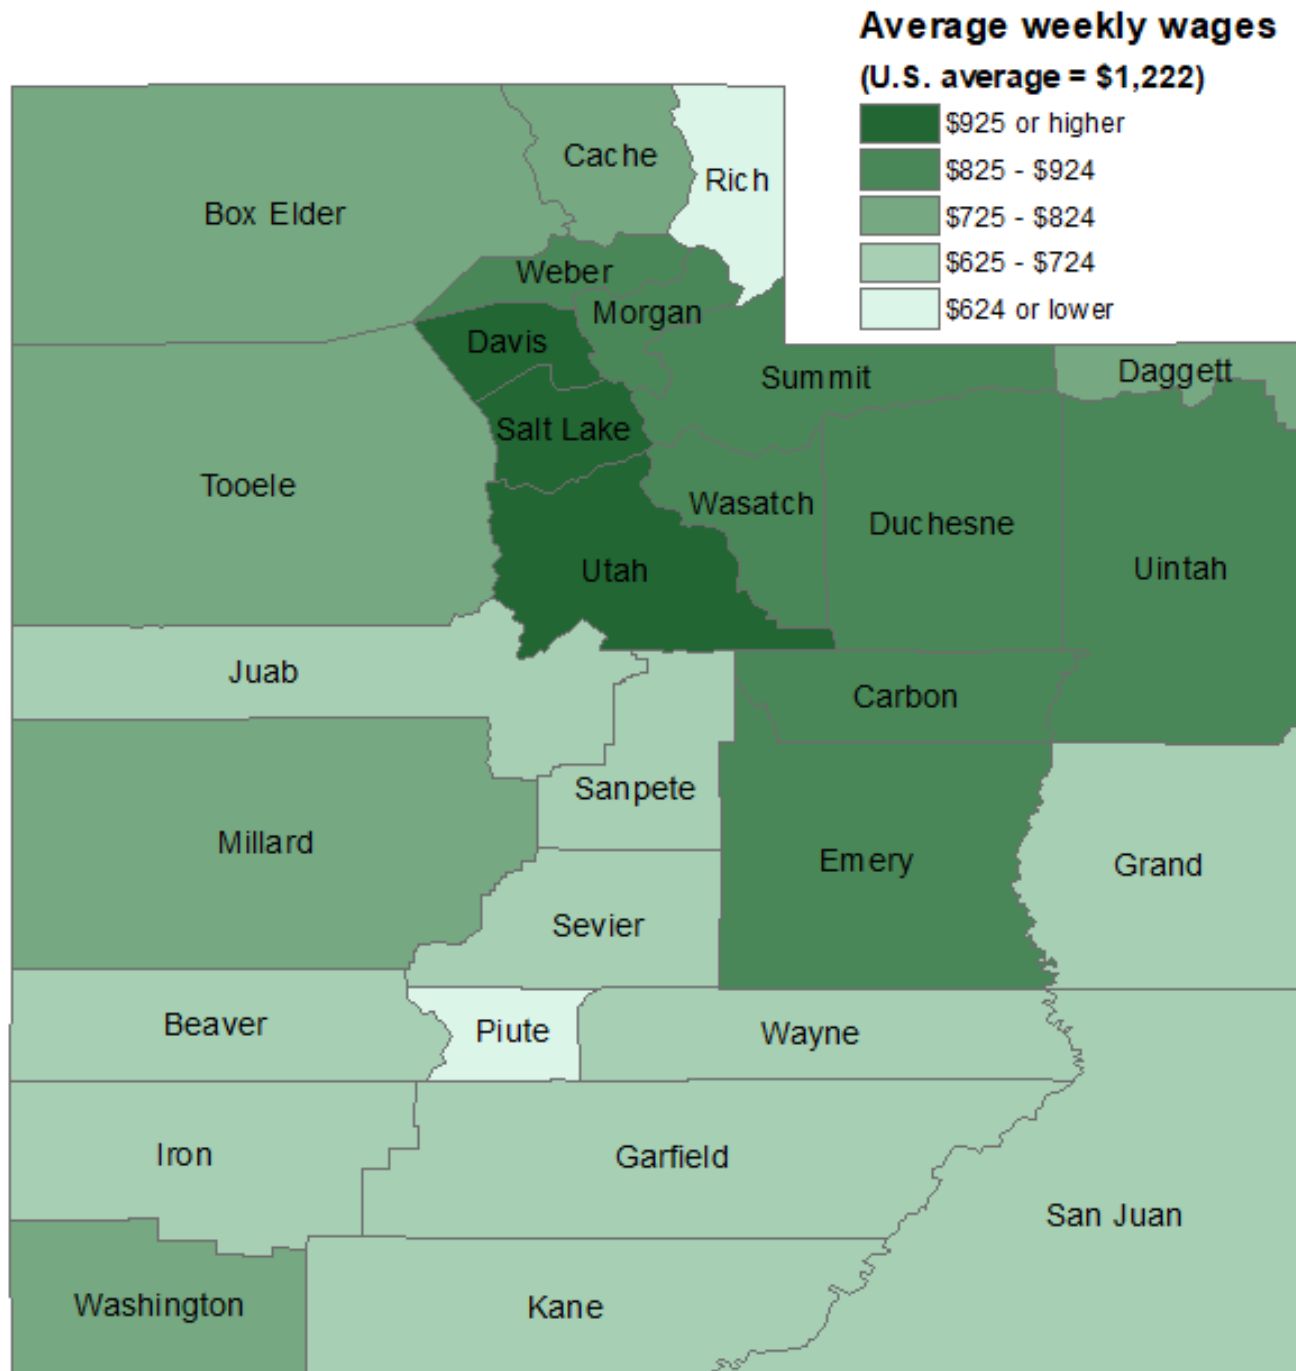 Average weekly wages
(U.S. average = $1,222)
$925 or higher
$825 - $924
$725 - $824
$625 - $724
$624 or lower
Cache
Rich
Box Elder
Weber
Morgan
Davis
Summit
Daggett
Salt Lake
Tooele
Wasatch
Duchesne
Utah
Uintah
Juab
Carbon
Sanpete
Millard
Emery
Grand
Sevier
Beaver
Piute
Wayne
Iron
Garfield
San Juan
Washington
Kane